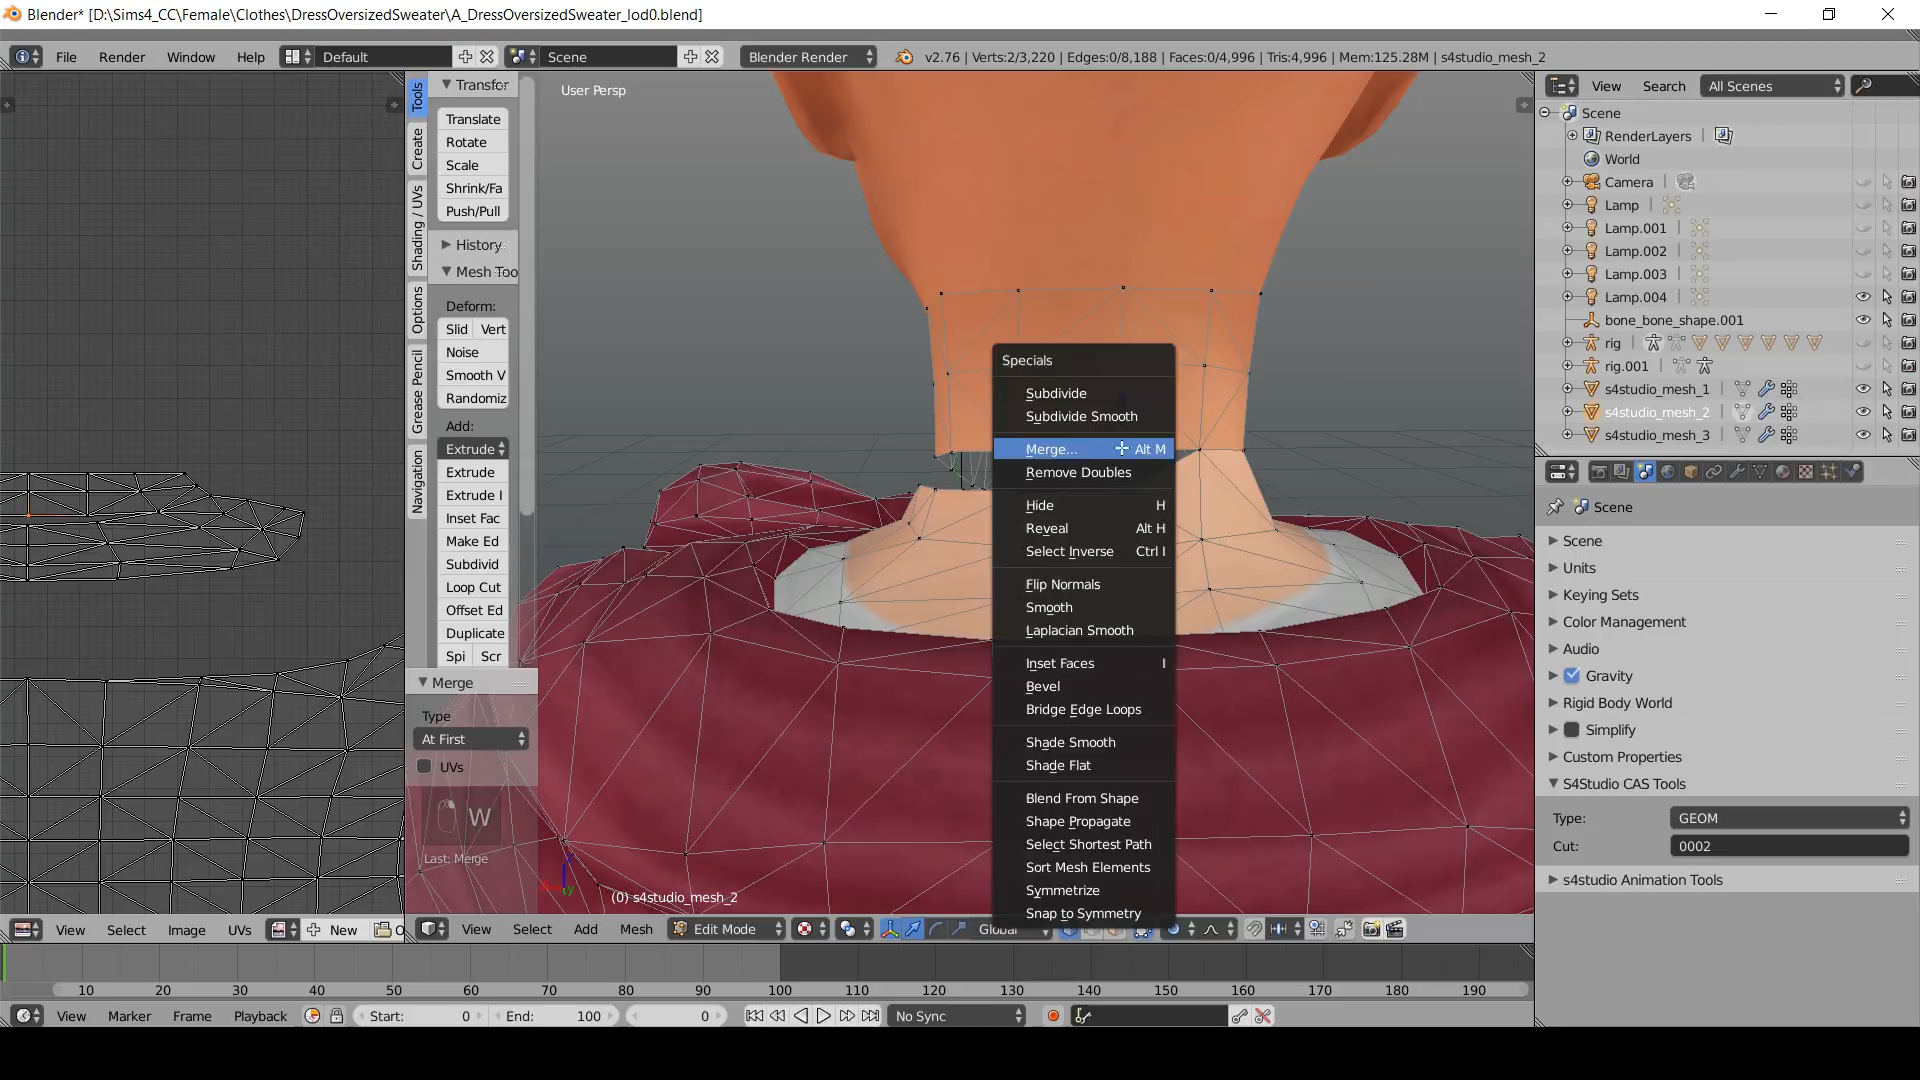 Blender* [D:\Sims4_CC\Female\Clothes\DressOversizedSweater\A_DressOversizedSweater_lod0.blend]
File Render Window Help Default Scene Blender Render v2.76 | Verts:2/3,220 | Edges:0/8,188 | Faces:0/4,996 | Tris:4,996 | Mem:125.28M | s4studio_mesh_2
Tools
Create
Shading / UVs
Options
Grease Pencil
Navigation
Transfor
Translate
Rotate
Scale
Shrink/Fa
Push/Pull
History
Mesh Too
Deform:
Slid Vert
Noise
Smooth V
Randomiz
Add:
Extrude
Extrude
Extrude I
Inset Fac
Make Ed
Subdivid
Loop Cut
Offset Ed
Duplicate
Spi Scr
Merge
Type
At First
UVs
W
Last: Merge
User Persp
Specials
Subdivide
Subdivide Smooth
Merge... Alt M
Remove Doubles
Hide H
Reveal Alt H
Select Inverse Ctrl I
Flip Normals
Smooth
Laplacian Smooth
Inset Faces I
Bevel
Bridge Edge Loops
Shade Smooth
Shade Flat
Blend From Shape
Shape Propagate
Select Shortest Path
Sort Mesh Elements
Symmetrize
Snap to Symmetry
x y
(0) s4studio_mesh_2
View Search All Scenes
Scene
RenderLayers
World
Camera
Lamp
Lamp.001
Lamp.002
Lamp.003
Lamp.004
bone_bone_shape.001
rig
rig.001
s4studio_mesh_1
s4studio_mesh_2
s4studio_mesh_3
Scene
Scene
Units
Keying Sets
Color Management
Audio
Gravity
Rigid Body World
Simplify
Custom Properties
S4Studio CAS Tools
Type: GEOM
Cut: 0002
s4studio Animation Tools
View Select Image UVs New O
View Select Add Mesh Edit Mode Global
10 20 30 40 50 60 70 80 90 100 110 120 130 140 150 160 170 180 190
View Marker Frame Playback Start: 0 End: 100 0 No Sync